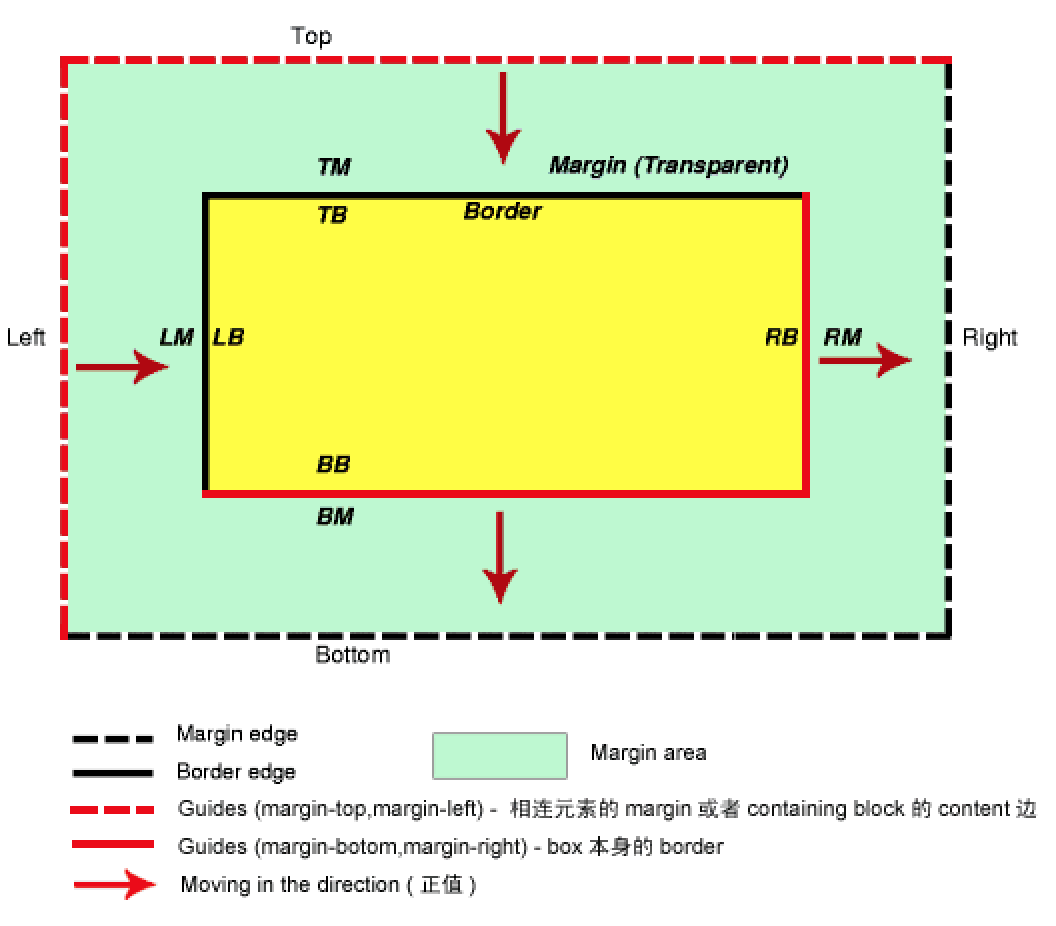 Top
TM
Margin (Transparent)
TB
Border
Left
LM
LB
RB
RM
Right
BB
BM
Bottom
Margin edge
Margin area
Border edge
Guides (margin-top,margin-left) - 相连元素的 margin 或者 containing block 的 content 边
Guides (margin-botom,margin-right) - box 本身的 border
Moving in the direction ( 正值 )